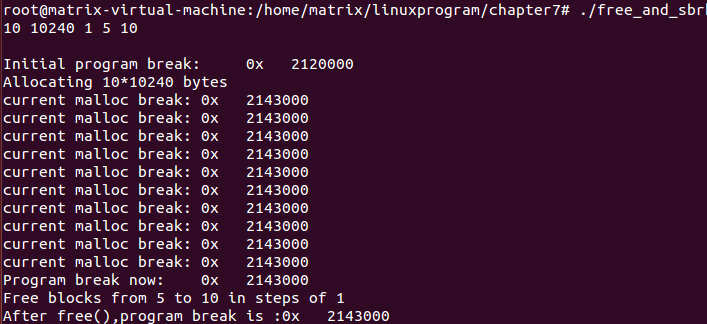 root@matrix-virtual-machine:/home/matrix/linuxprogram/chapter7# ./free_and_sbrk
10 10240 1 5 10
Initial program break:     0x   2120000
Allocating 10*10240 bytes
current malloc break: 0x   2143000
current malloc break: 0x   2143000
current malloc break: 0x   2143000
current malloc break: 0x   2143000
current malloc break: 0x   2143000
current malloc break: 0x   2143000
current malloc break: 0x   2143000
current malloc break: 0x   2143000
current malloc break: 0x   2143000
current malloc break: 0x   2143000
Program break now:    0x   2143000
Free blocks from 5 to 10 in steps of 1
After free(),program break is :0x   2143000